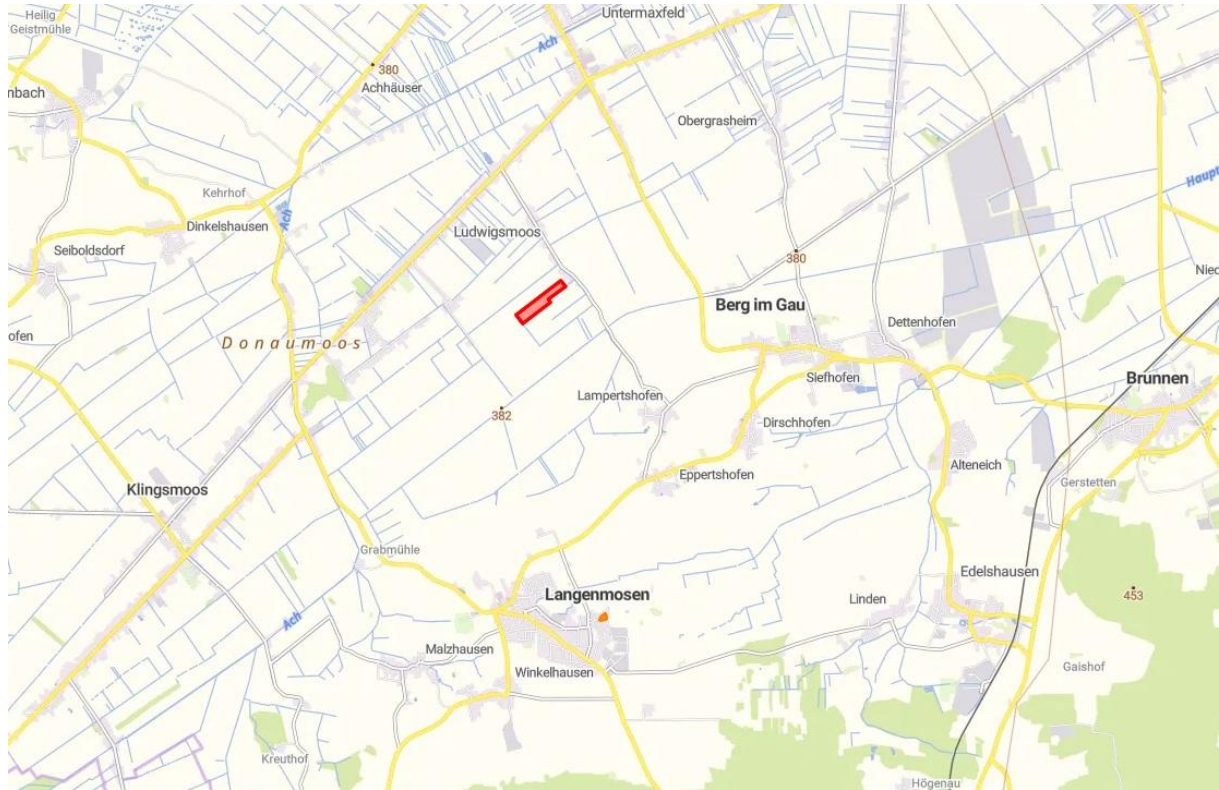 Heilig
Geistmühle
Untermaxfeld
Ach
380
Achhäuser
nbach
Obergrasheim
Haupt
Kehrhof
Ach
Dinkelshausen
Ludwigsmoos
Seiboldsdorf
380
Nied
Berg im Gau
Dettenhofen
ofen
Donaumoos
Siefhofen
Brunnen
Lampertshofen
382
Dirschhofen
Alteneich
Eppertshofen
Gerstetten
Klingsmoos
Grabmühle
Edelshausen
Langenmosen
Linden
453
Ach
Malzhausen
Winkelhausen
Gaishof
Kreuthof
Högenau